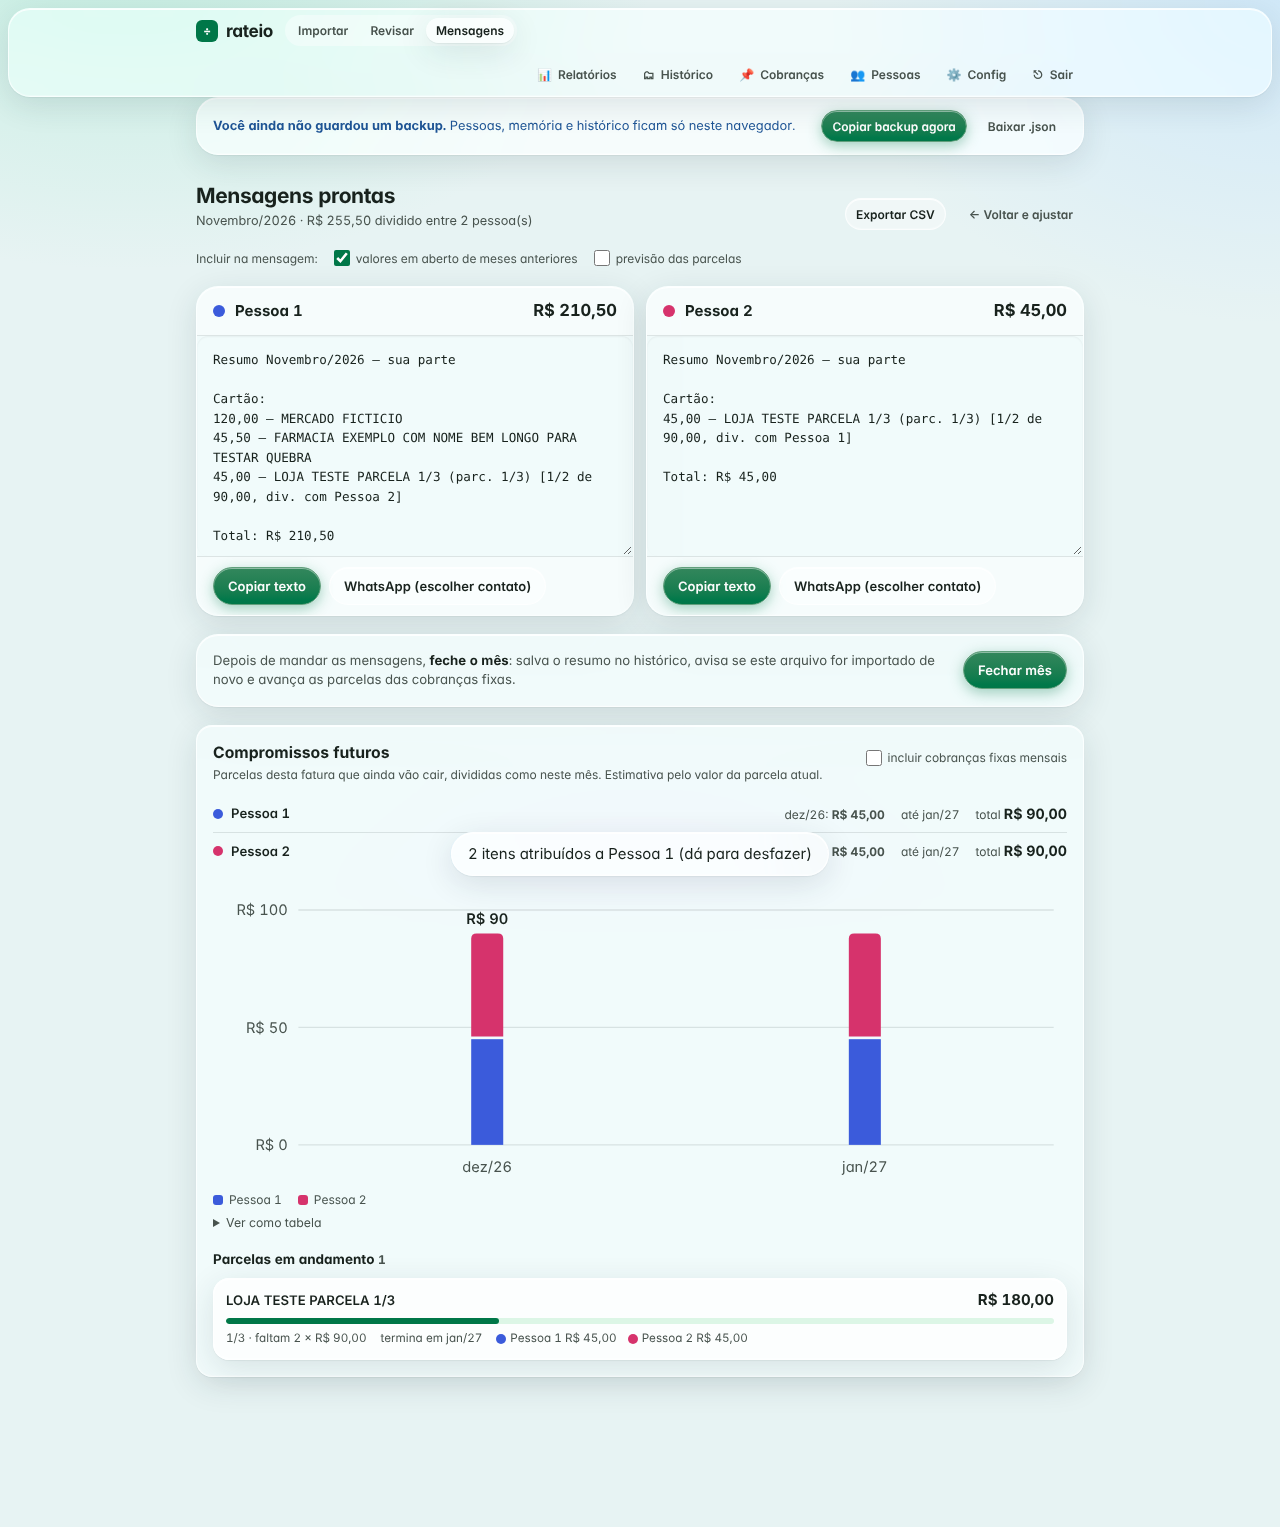 rateio
Importar
Revisar
Mensagens
Relatórios
Histórico
Cobranças
Pessoas
Config
Sair
Você ainda não guardou um backup. Pessoas, memória e histórico ficam só neste navegador.
Copiar backup agora
Baixar .json
Mensagens prontas
Novembro/2026 · R$ 255,50 dividido entre 2 pessoa(s)
Exportar CSV
← Voltar e ajustar
Incluir na mensagem:
valores em aberto de meses anteriores
previsão das parcelas
Pessoa 1
R$ 210,50
Resumo Novembro/2026 — sua parte
Cartão:
120,00 — MERCADO FICTICIO
45,50 — FARMACIA EXEMPLO COM NOME BEM LONGO PARA
TESTAR QUEBRA
45,00 — LOJA TESTE PARCELA 1/3 (parc. 1/3) [1/2 de
90,00, div. com Pessoa 2]
Total: R$ 210,50
Copiar texto
WhatsApp (escolher contato)
Pessoa 2
R$ 45,00
Resumo Novembro/2026 — sua parte
Cartão:
45,00 — LOJA TESTE PARCELA 1/3 (parc. 1/3) [1/2 de
90,00, div. com Pessoa 1]
Total: R$ 45,00
Copiar texto
WhatsApp (escolher contato)
Depois de mandar as mensagens, feche o mês: salva o resumo no histórico, avisa se este arquivo for importado de
novo e avança as parcelas das cobranças fixas.
Fechar mês
Compromissos futuros
Parcelas desta fatura que ainda vão cair, divididas como neste mês. Estimativa pelo valor da parcela atual.
incluir cobranças fixas mensais
Pessoa 1
dez/26: R$ 45,00
até jan/27
total R$ 90,00
Pessoa 2
2 itens atribuídos a Pessoa 1 (dá para desfazer)
R$ 45,00
até jan/27
total R$ 90,00
R$ 100
R$ 90
R$ 50
R$ 0
dez/26
jan/27
Pessoa 1
Pessoa 2
Ver como tabela
Parcelas em andamento 1
LOJA TESTE PARCELA 1/3
R$ 180,00
1/3 · faltam 2 × R$ 90,00
termina em jan/27
Pessoa 1 R$ 45,00
Pessoa 2 R$ 45,00